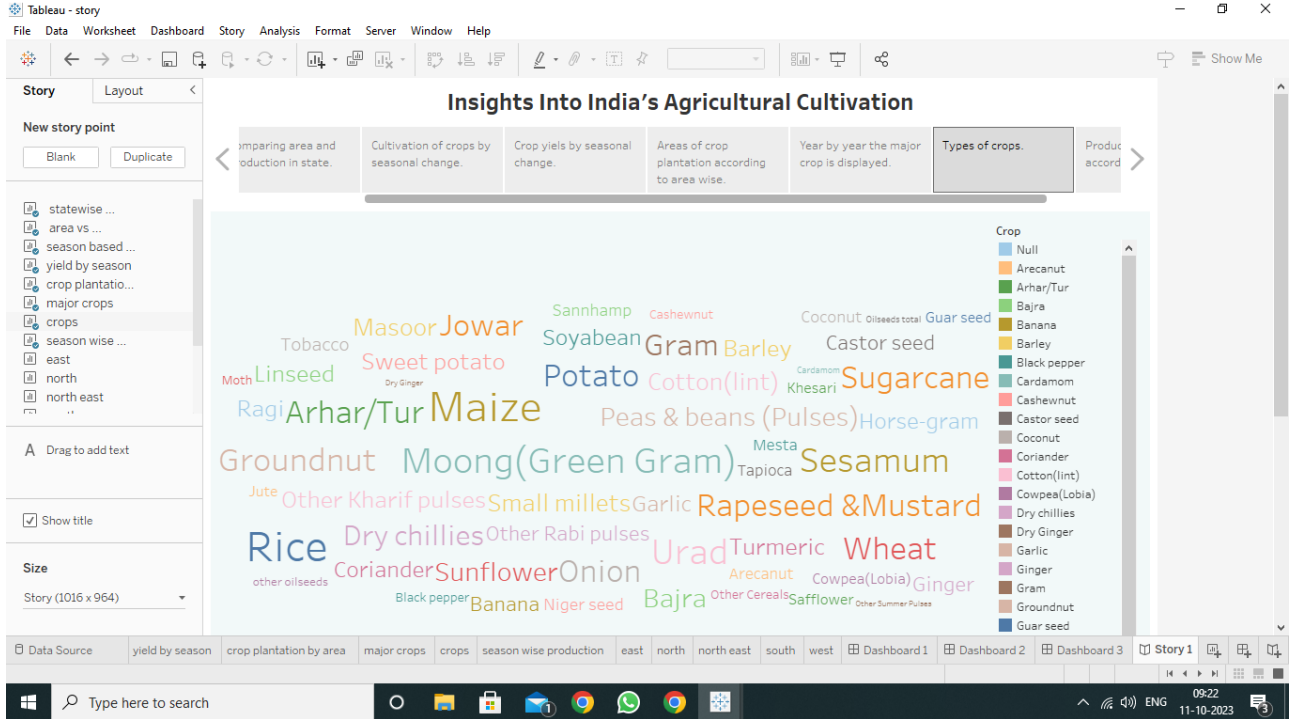 Tableau - story
File Data Worksheet Dashboard Story Analysis Format Server Window Help
Show Me
Story Layout
New story point
Blank Duplicate
statewise ...
area vs ...
season based ...
yield by season
crop plantatio...
major crops
crops
season wise ...
east
north
north east
A Drag to add text
Show title
Size
Story (1016 x 964)
Insights Into India's Agricultural Cultivation
omparing area and
roduction in state.
Cultivation of crops by
seasonal change.
Crop yiels by seasonal
change.
Areas of crop
plantation according
to area wise.
Year by year the major
crop is displayed.
Types of crops.
Produc
accord
Sannhamp Cashewnut
Masoor Jowar Coconut Oilseeds total Guar seed
Tobacco Soyabean Gram Barley Castor seed
Sweet potato
Moth Linseed Dry Ginger Potato Cotton(lint) Cardamom Khesari Sugarcane
Ragi Arhar/Tur Maize Peas & beans (Pulses) Horse-gram
Groundnut Moong(Green Gram) Mesta Tapioca Sesamum
Jute Other Kharif pulses Small millets Garlic Rapeseed &Mustard
Rice Dry chillies Other Rabi pulses Urad Turmeric Wheat
other oilseeds Coriander Sunflower Onion Arecanut Cowpea(Lobia) Ginger
Black pepper Banana Niger seed Bajra Other Cereals Safflower Other Summer Pulses
Crop
Null
Arecanut
Arhar/Tur
Bajra
Banana
Barley
Black pepper
Cardamom
Cashewnut
Castor seed
Coconut
Coriander
Cotton(lint)
Cowpea(Lobia)
Dry chillies
Dry Ginger
Garlic
Ginger
Gram
Groundnut
Guar seed
Data Source yield by season crop plantation by area major crops crops season wise production east north north east south west Dashboard 1 Dashboard 2 Dashboard 3 Story 1
Type here to search
1
ENG
09:22
11-10-2023
3